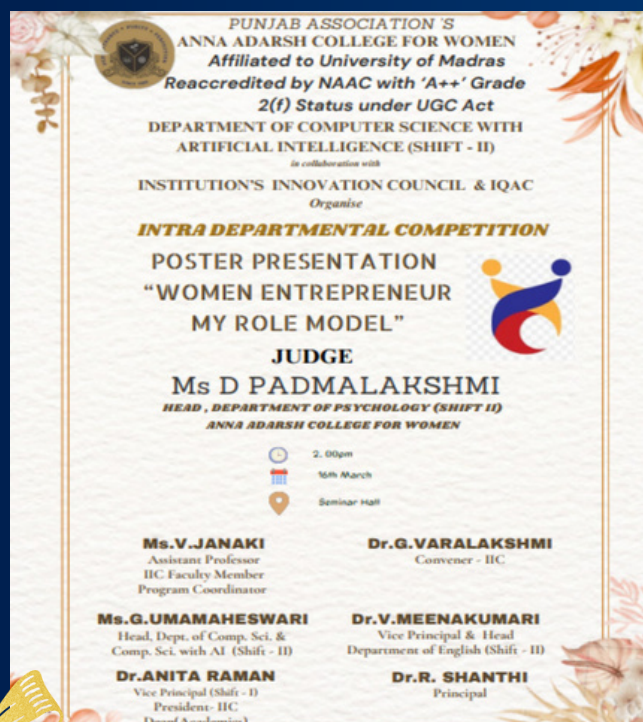 PUNJAB ASSOCIATION 'S
ANNA ADARSH COLLEGE FOR WOMEN
Affiliated to University of Madras
Reaccredited by NAAC with ‘A++’ Grade
2(f) Status under UGC Act
DEPARTMENT OF COMPUTER SCIENCE WITH
ARTIFICIAL INTELLIGENCE (SHIFT - II)
in collaboration with
INSTITUTION'S INNOVATION COUNCIL & IQAC
Organise
INTRA DEPARTMENTAL COMPETITION
POSTER PRESENTATION
“WOMEN ENTREPRENEUR
MY ROLE MODEL”
JUDGE
Ms D PADMALAKSHMI
HEAD , DEPARTMENT OF PSYCHOLOGY (SHIFT II)
ANNA ADARSH COLLEGE FOR WOMEN
2. 00pm
16th March
Seminar Hall
Ms.V.JANAKI
Assistant Professor
IIC Faculty Member
Program Coordinator
Dr.G.VARALAKSHMI
Convener - IIC
Ms.G.UMAMAHESWARI
Head, Dept. of Comp. Sci. &
Comp. Sci. with AI (Shift - II)
Dr.V.MEENAKUMARI
Vice Principal & Head
Department of English (Shift - II)
Dr.ANITA RAMAN
Vice Principal (Shift - I)
President- IIC
Dean(Academics)
Dr.R. SHANTHI
Principal